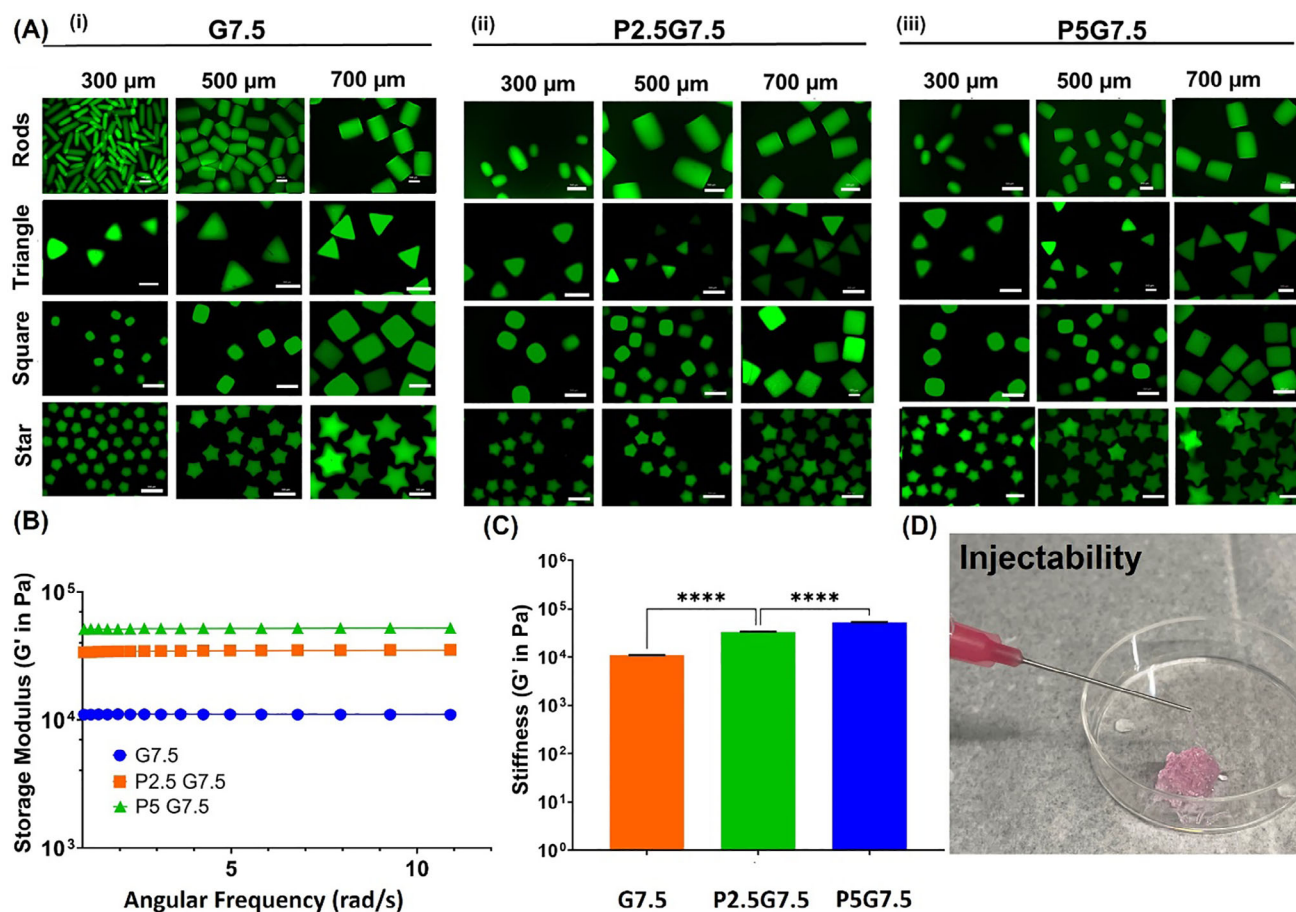 (A) (i) G7.5 (ii) P2.5G7.5 (iii) P5G7.5
300 µm 500 µm 700 µm 300 µm 500 µm 700 µm 300 µm 500 µm 700 µm
Rods
Triangle
Square
Star
(B)
Storage Modulus (G' in Pa)
10⁵
10⁴
10³
G7.5
P2.5 G7.5
P5 G7.5
5 10
Angular Frequency (rad/s)
(C)
Stiffness (G' in Pa)
10⁶
10⁵
10⁴
10³
10²
10¹
10⁰
**** ****
G7.5 P2.5G7.5 P5G7.5
(D)
Injectability